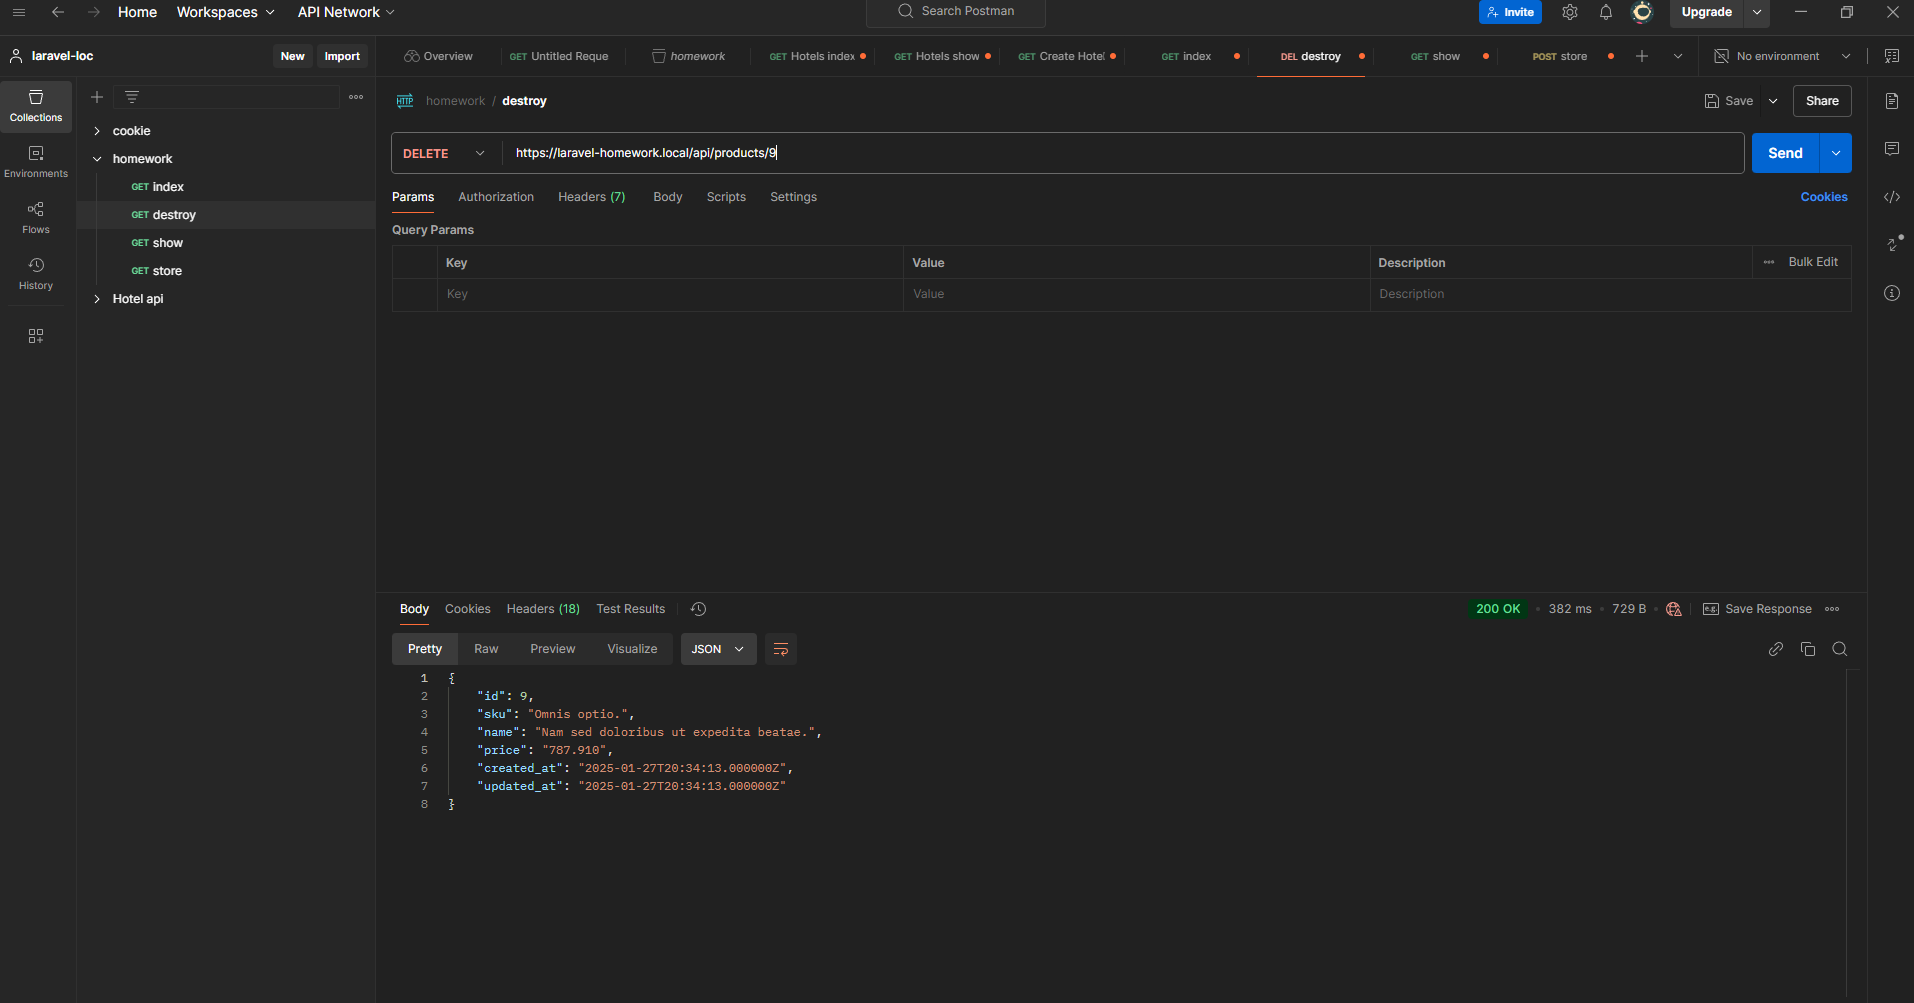 Home Workspaces API Network Search Postman Invite Upgrade
laravel-loc New Import Overview GET Untitled Reque homework GET Hotels index GET Hotels show GET Create Hotel GET index DEL destroy GET show POST store No environment
Collections
Environments
Flows
History
cookie
homework
GET index
GET destroy
GET show
GET store
Hotel api
HTTP homework / destroy Save Share
DELETE https://laravel-homework.local/api/products/9 Send
Params Authorization Headers (7) Body Scripts Settings Cookies
Query Params
Key Value Description Bulk Edit
Key Value Description
Body Cookies Headers (18) Test Results 200 OK • 382 ms • 729 B • e.g. Save Response
Pretty Raw Preview Visualize JSON
1 {
2 "id": 9,
3 "sku": "Omnis optio.",
4 "name": "Nam sed doloribus ut expedita beatae.",
5 "price": "787.910",
6 "created_at": "2025-01-27T20:34:13.000000Z",
7 "updated_at": "2025-01-27T20:34:13.000000Z"
8 }